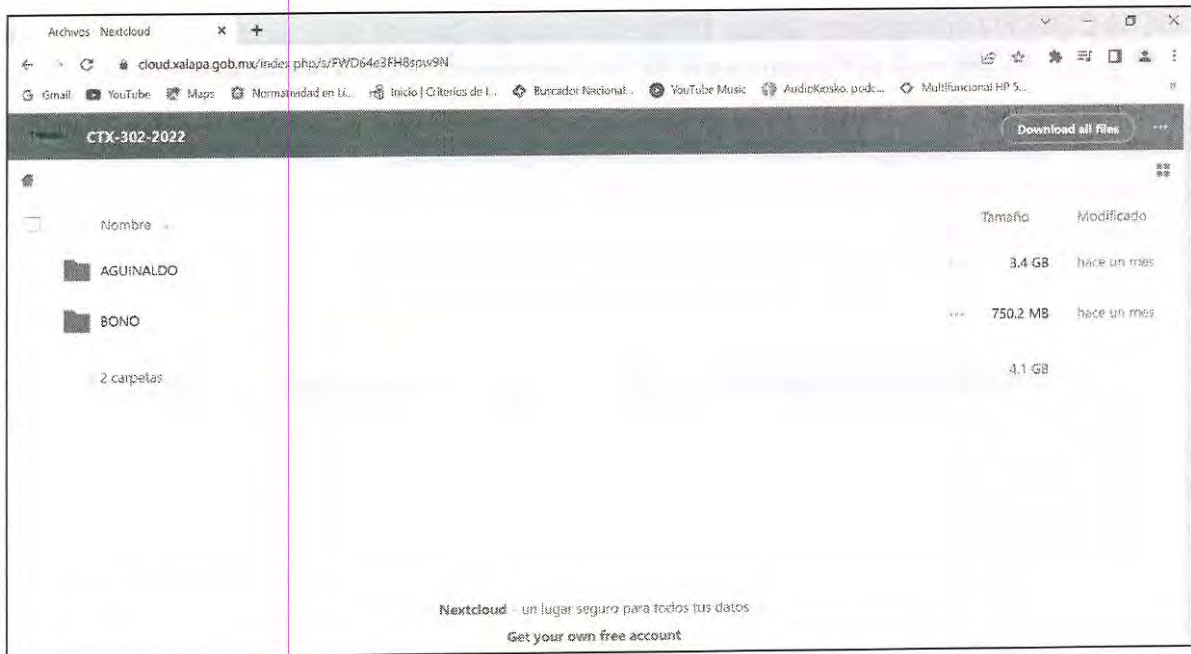 Archivos Nextcloud
cloud.xalapa.gob.mx/index.php/s/
Gmail YouTube Maps Normatividad en Lí... Inicio | Criterios de I... Buscador Nacional... YouTube Music AudioKiosko, podc... Multifuncional HP S...
CTX-302-2022 Download all files
Nombre Tamaño Modificado
AGUINALDO 3.4 GB hace un mes
BONO 750.2 MB hace un mes
2 carpetas 4.1 GB
Nextcloud – un lugar seguro para todos tus datos
Get your own free account